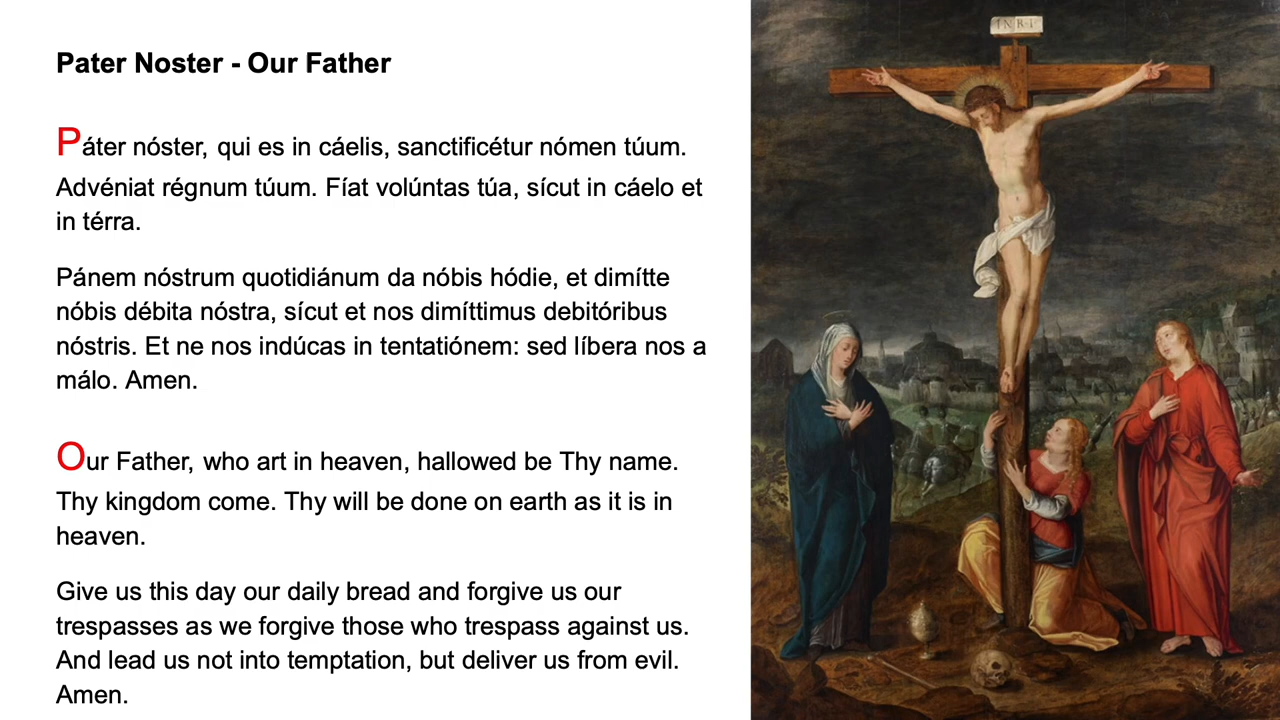 Pater Noster - Our Father
Páter nóster, qui es in cáelis, sanctificétur nómen túum.
Advéniat régnum túum. Fíat volúntas túa, sícut in cáelo et
in térra.
Pánem nóstrum quotidiánum da nóbis hódie, et dimítte
nóbis débita nóstra, sícut et nos dimíttimus debitóribus
nóstris. Et ne nos indúcas in tentatiónem: sed líbera nos a
málo. Amen.
Our Father, who art in heaven, hallowed be Thy name.
Thy kingdom come. Thy will be done on earth as it is in
heaven.
Give us this day our daily bread and forgive us our
trespasses as we forgive those who trespass against us.
And lead us not into temptation, but deliver us from evil.
Amen.
INRI